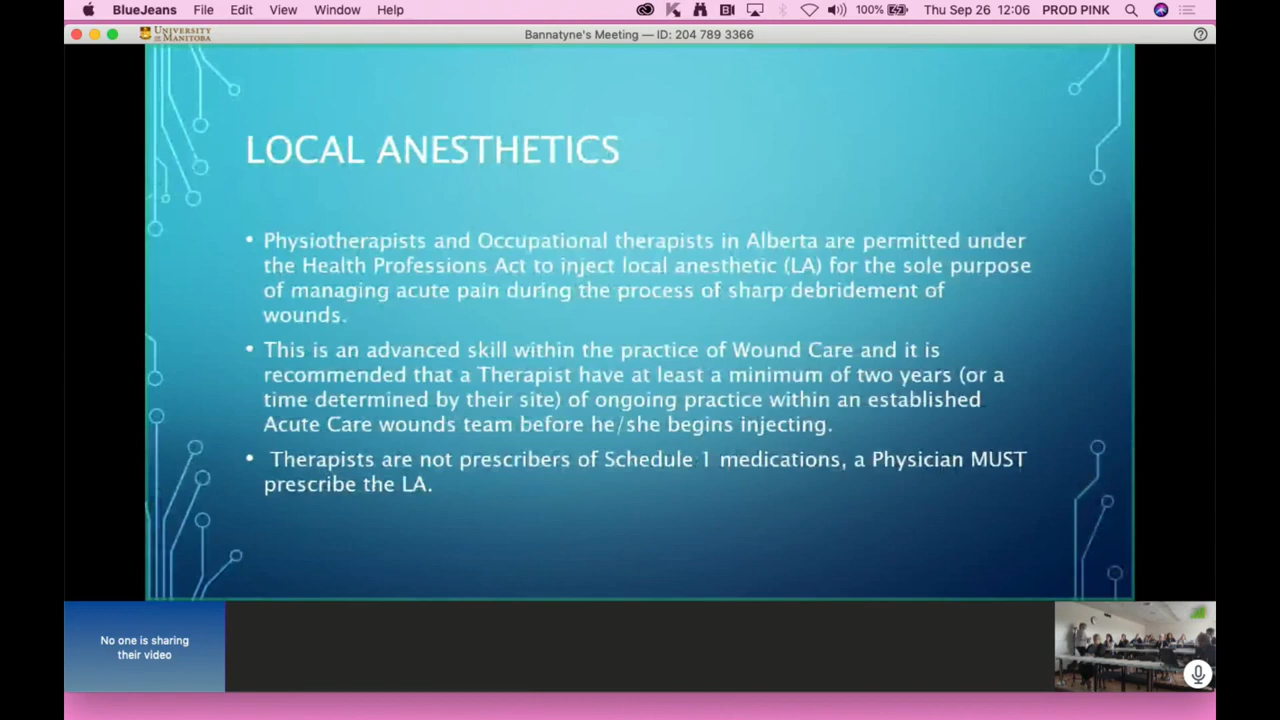 BlueJeans File Edit View Window Help 100% Thu Sep 26 12:06 PROD PINK
UNIVERSITY
OF MANITOBA
Bannatyne's Meeting — ID: 204 789 3366
LOCAL ANESTHETICS
• Physiotherapists and Occupational therapists in Alberta are permitted under
the Health Professions Act to inject local anesthetic (LA) for the sole purpose
of managing acute pain during the process of sharp debridement of
wounds.
• This is an advanced skill within the practice of Wound Care and it is
recommended that a Therapist have at least a minimum of two years (or a
time determined by their site) of ongoing practice within an established
Acute Care wounds team before he/she begins injecting.
• Therapists are not prescribers of Schedule 1 medications, a Physician MUST
prescribe the LA.
No one is sharing
their video